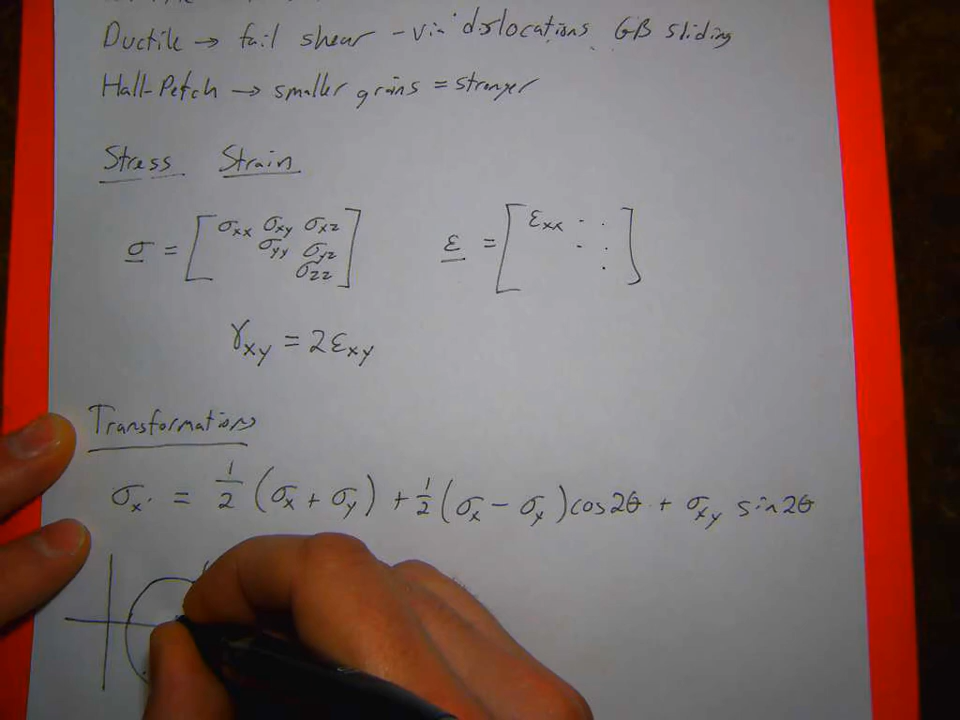 Ductile → fail shear - via dislocations, GB sliding
Hall-Petch → smaller grains = stronger
Stress Strain
σ = [ σxx σxy σxz ε = [ εxx . .
σyy σyz . .
σzz ] . ]
γxy = 2εxy
Transformations
σx' = 1/2 (σx + σy) + 1/2 (σx - σy) cos2θ + σxy sin2θ